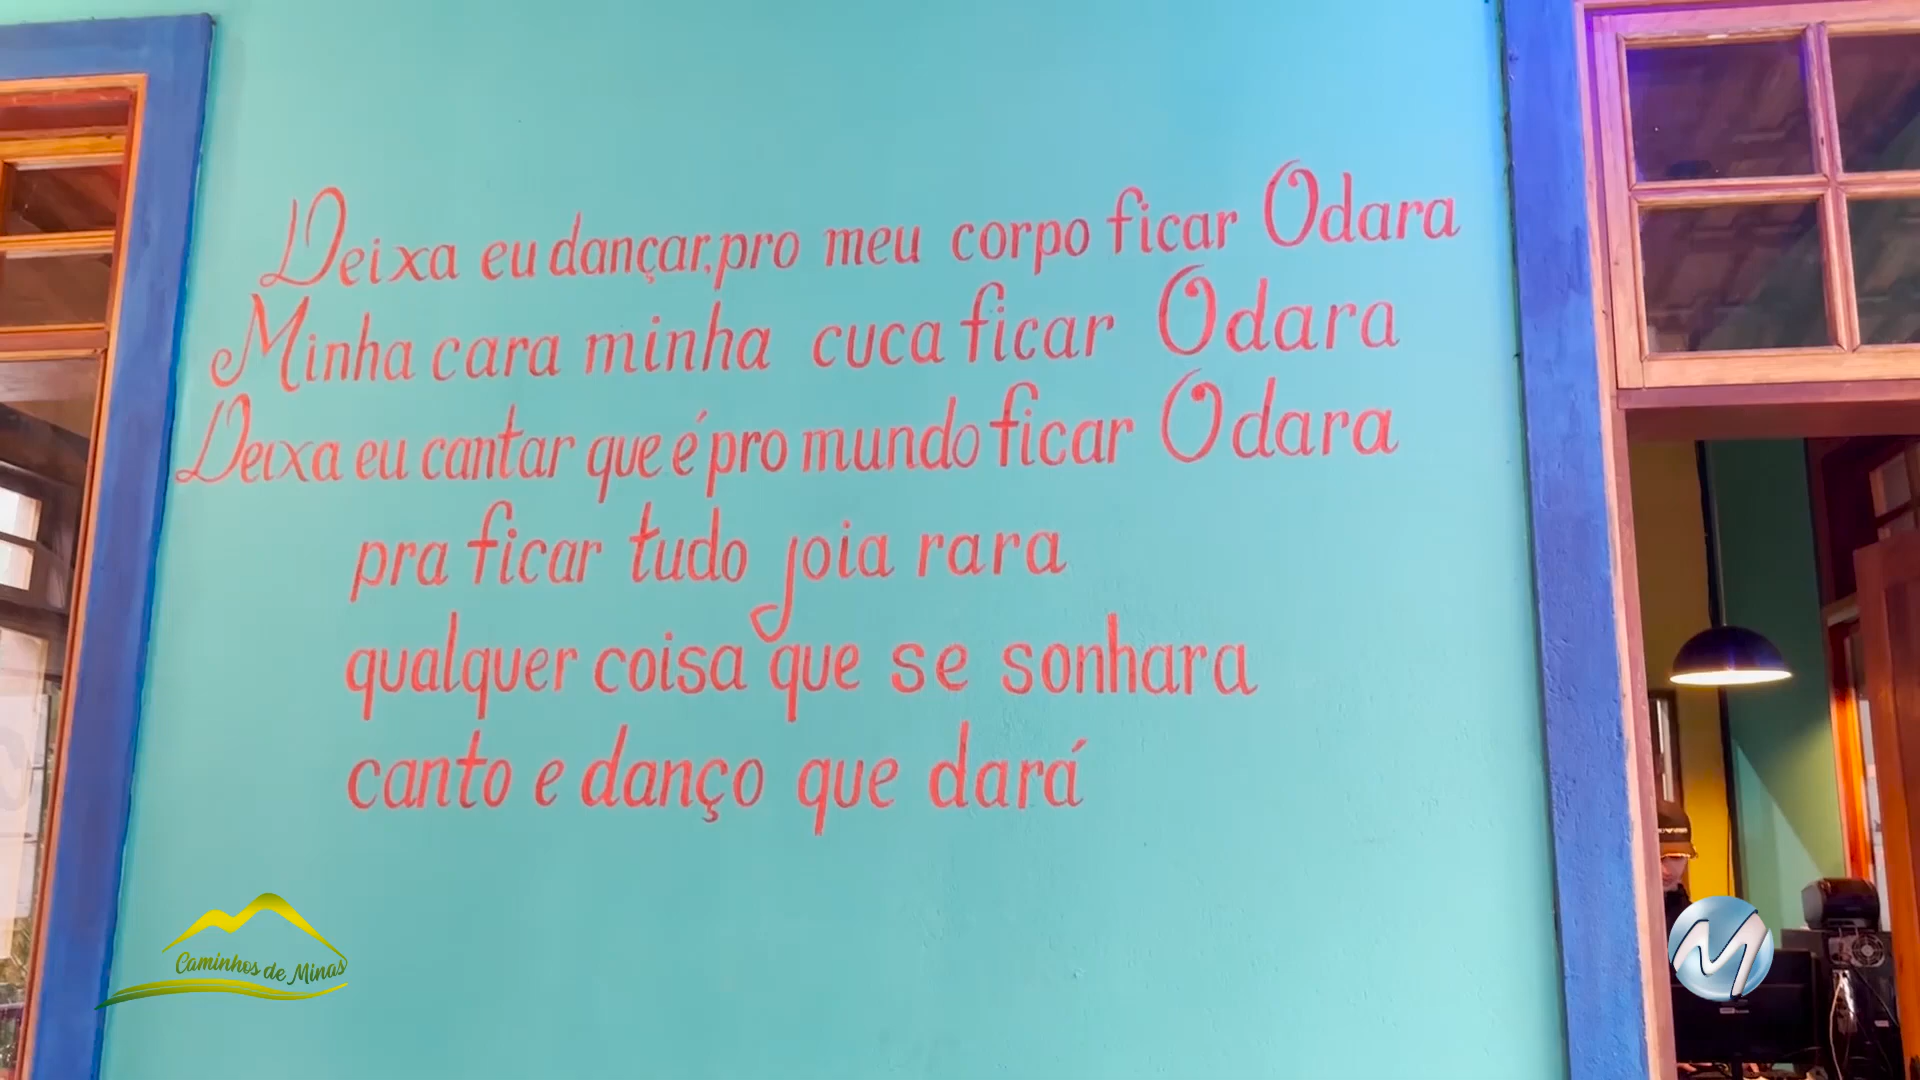 Deixa eu dançar, pro meu corpo ficar Odara
Minha cara minha cuca ficar Odara
Deixa eu cantar que é pro mundo ficar Odara
pra ficar tudo joia rara
qualquer coisa que se sonhara
canto e danço que dará
Caminhos de Minas
M